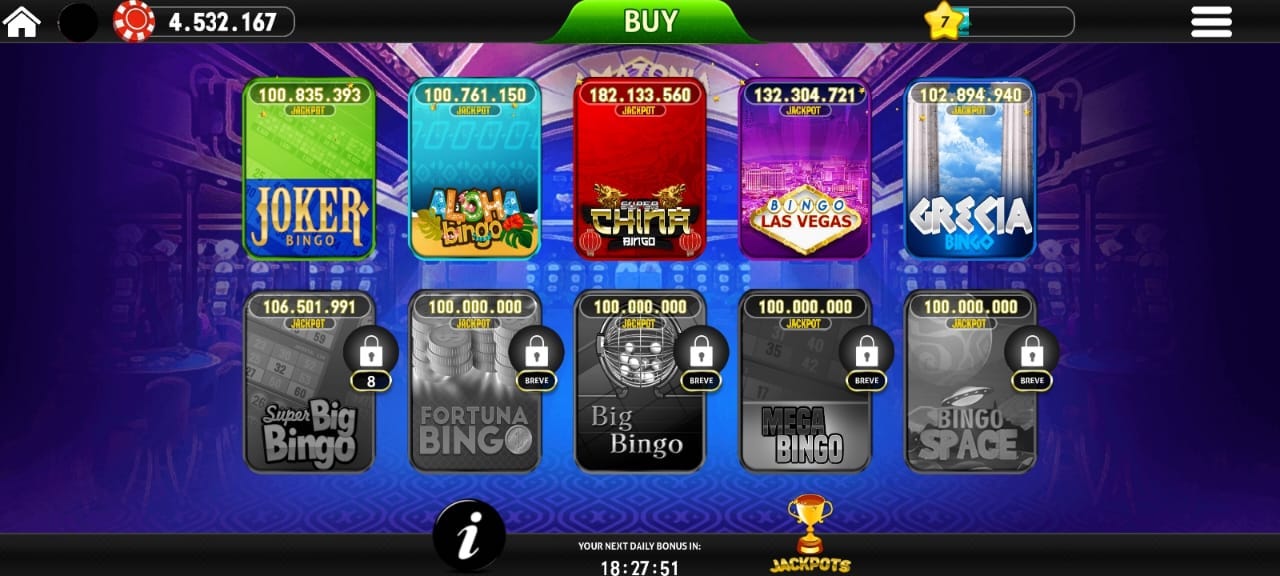 4.532.167
BUY
7
AMAZONIA
100.835.393
JACKPOT
JOKER
BINGO
100.761.150
JACKPOT
ALOHA
bingo
182.133.560
JACKPOT
SUPER
CHINA
BINGO
132.304.721
JACKPOT
BINGO
LAS VEGAS
102.894.940
JACKPOT
GRECIA
BINGO
106.501.991
JACKPOT
8
Super Big
Bingo
100.000.000
JACKPOT
BREVE
FORTUNA
BINGO
100.000.000
JACKPOT
BREVE
Big
Bingo
100.000.000
JACKPOT
BREVE
MEGA
BINGO
100.000.000
JACKPOT
BREVE
BINGO
SPACE
i
YOUR NEXT DAILY BONUS IN:
18:27:51
JACKPOTS